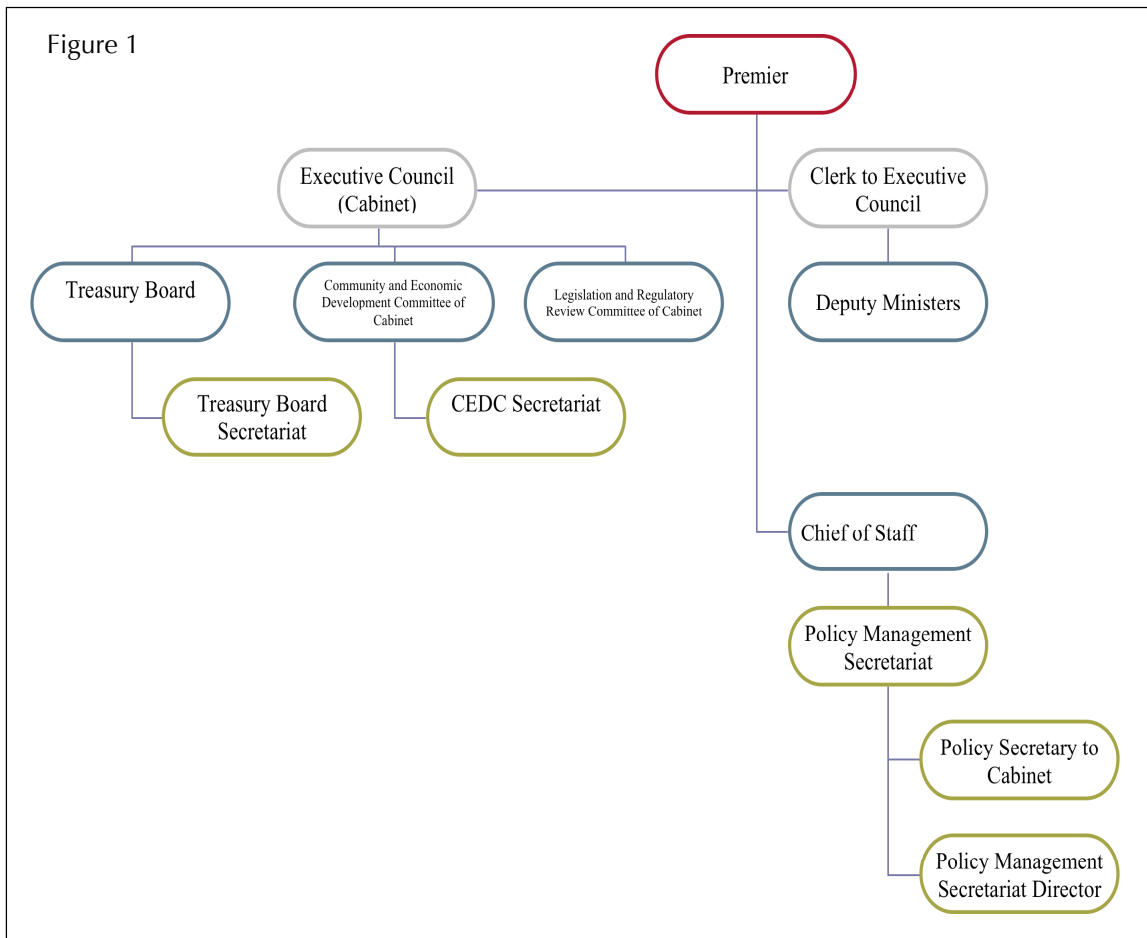 Figure 1
Premier
Executive Council
(Cabinet)
Clerk to Executive
Council
Treasury Board
Community and Economic
Development Committee of
Cabinet
Legislation and Regulatory
Review Committee of Cabinet
Deputy Ministers
Treasury Board
Secretariat
CEDC Secretariat
Chief of Staff
Policy Management
Secretariat
Policy Secretary to
Cabinet
Policy Management
Secretariat Director